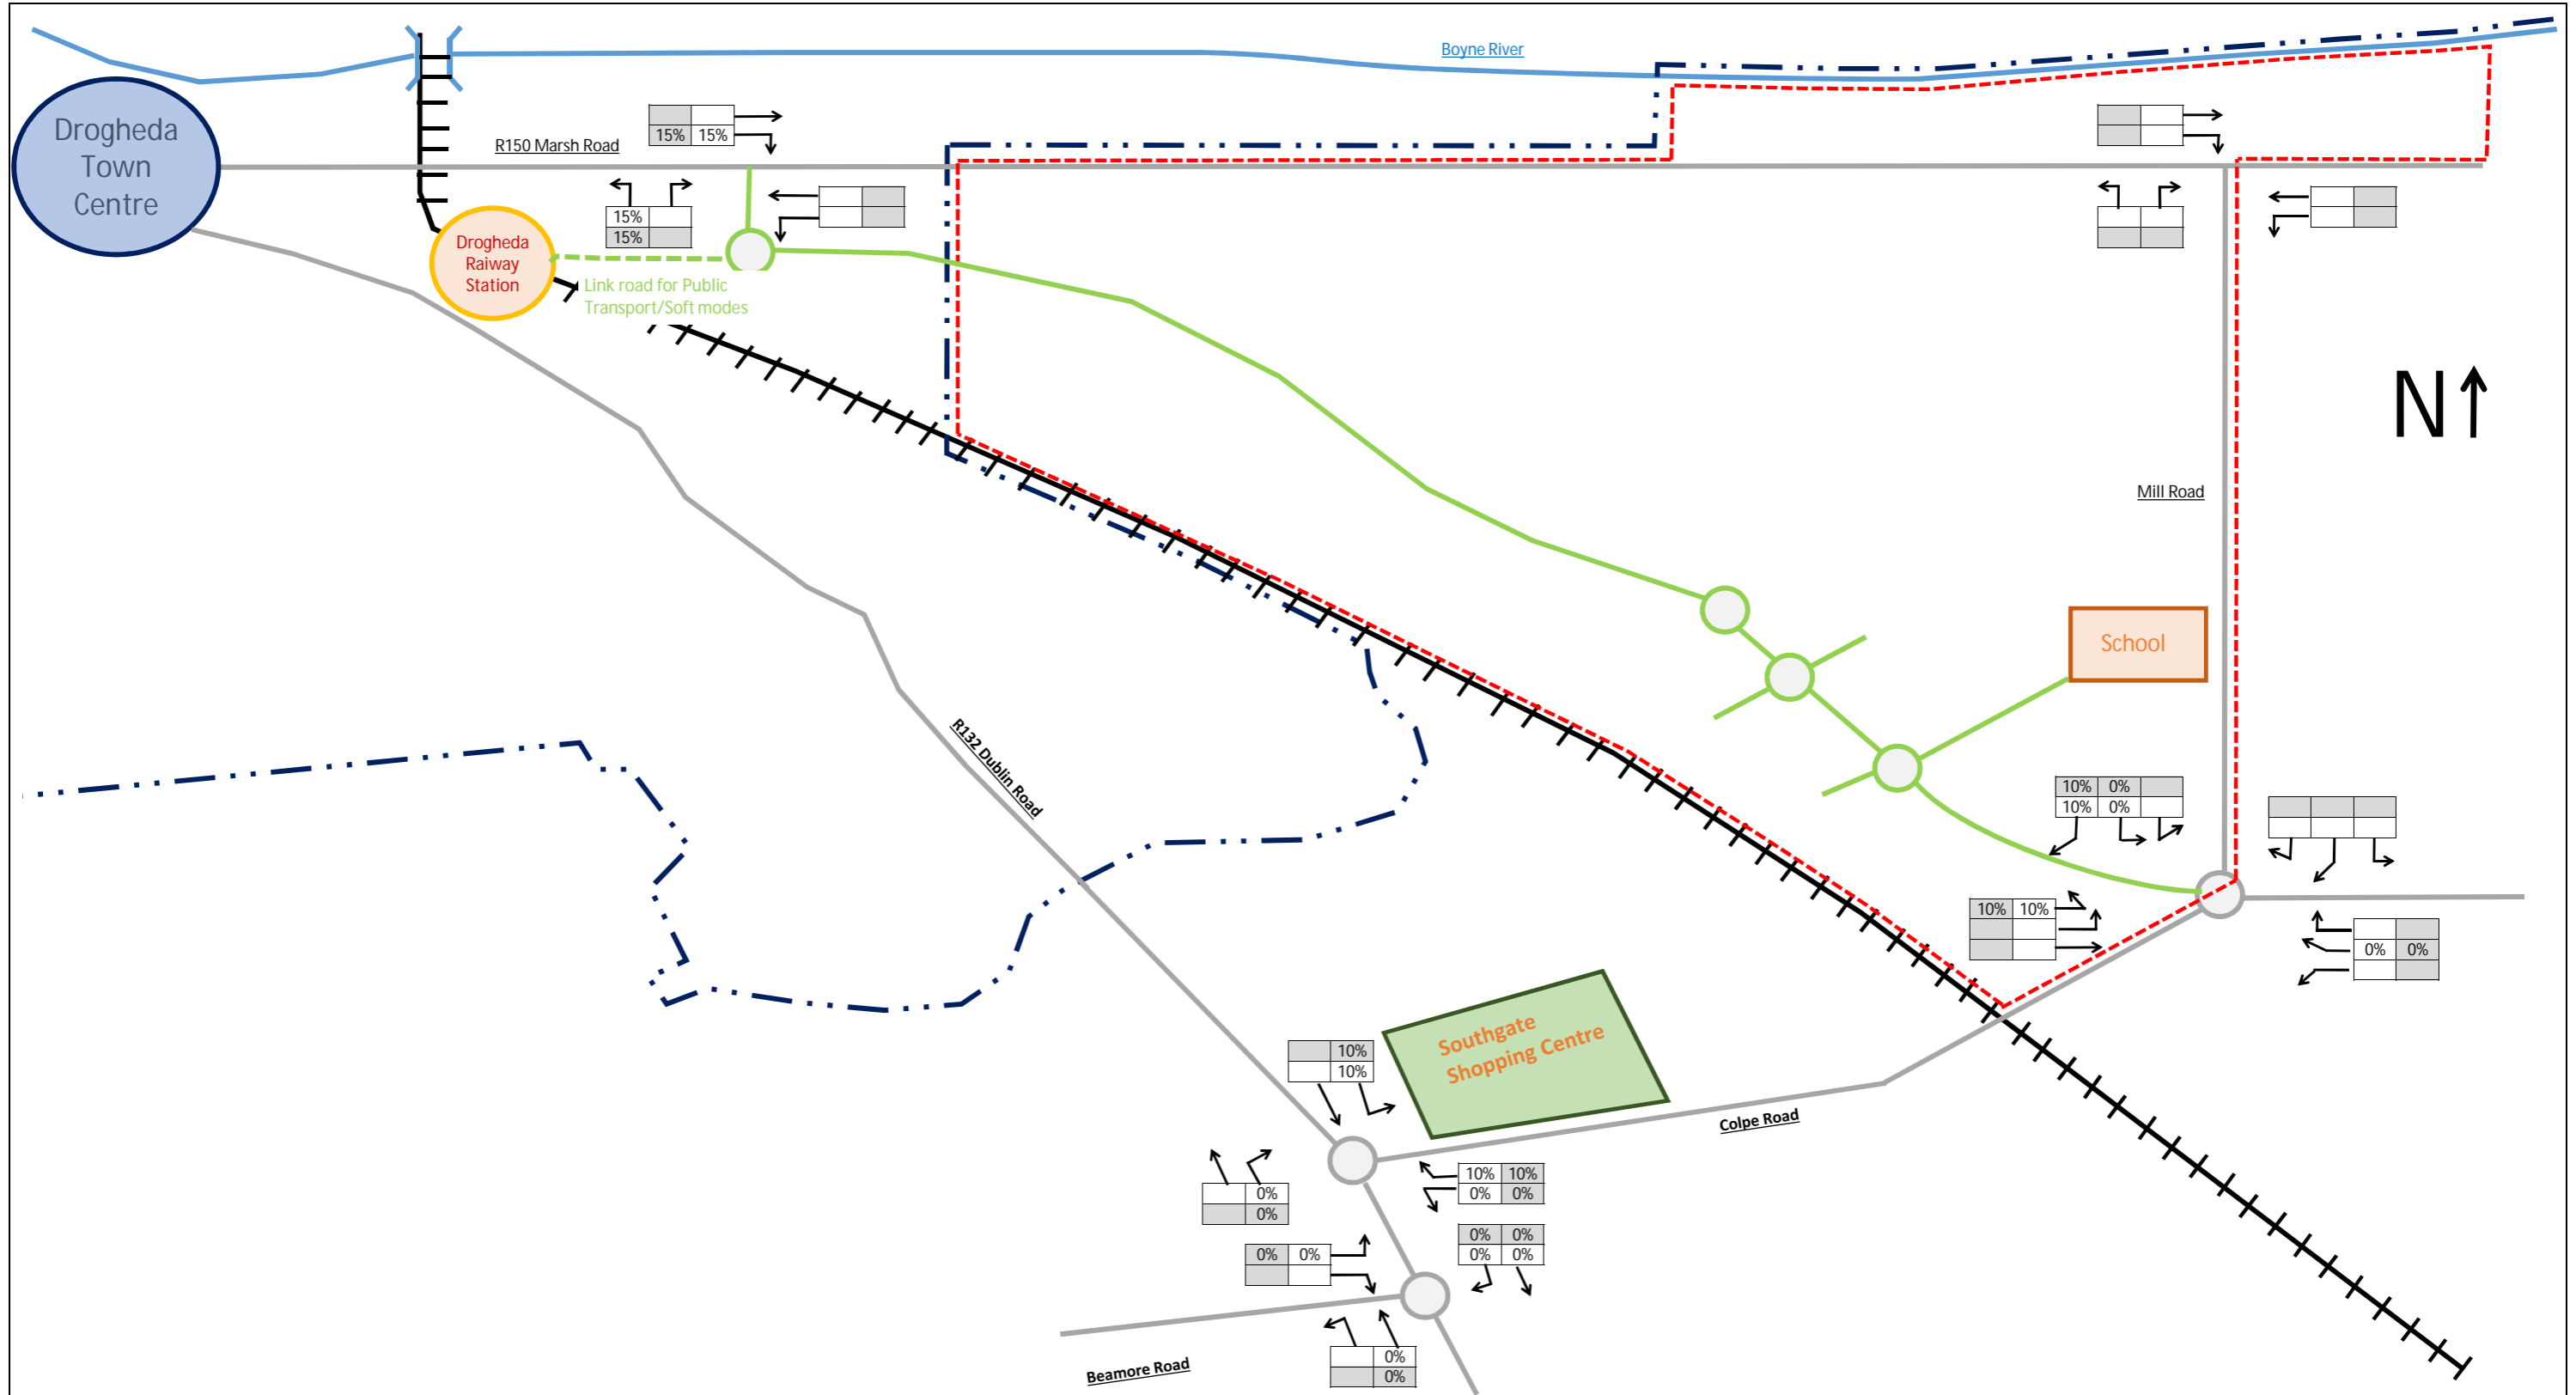 Boyne River
Drogheda
Town
Centre
R150 Marsh Road
15% 15%
15%
15%
Drogheda
Raiway
Station
Link road for Public
Transport/Soft modes
N
Mill Road
School
R132 Dublin Road
10% 0%
10% 0%
10% 10%
0% 0%
Southgate
Shopping Centre
10%
10%
Colpe Road
10% 10%
0% 0%
0%
0%
0% 0%
0% 0%
0% 0%
0%
0%
Beamore Road